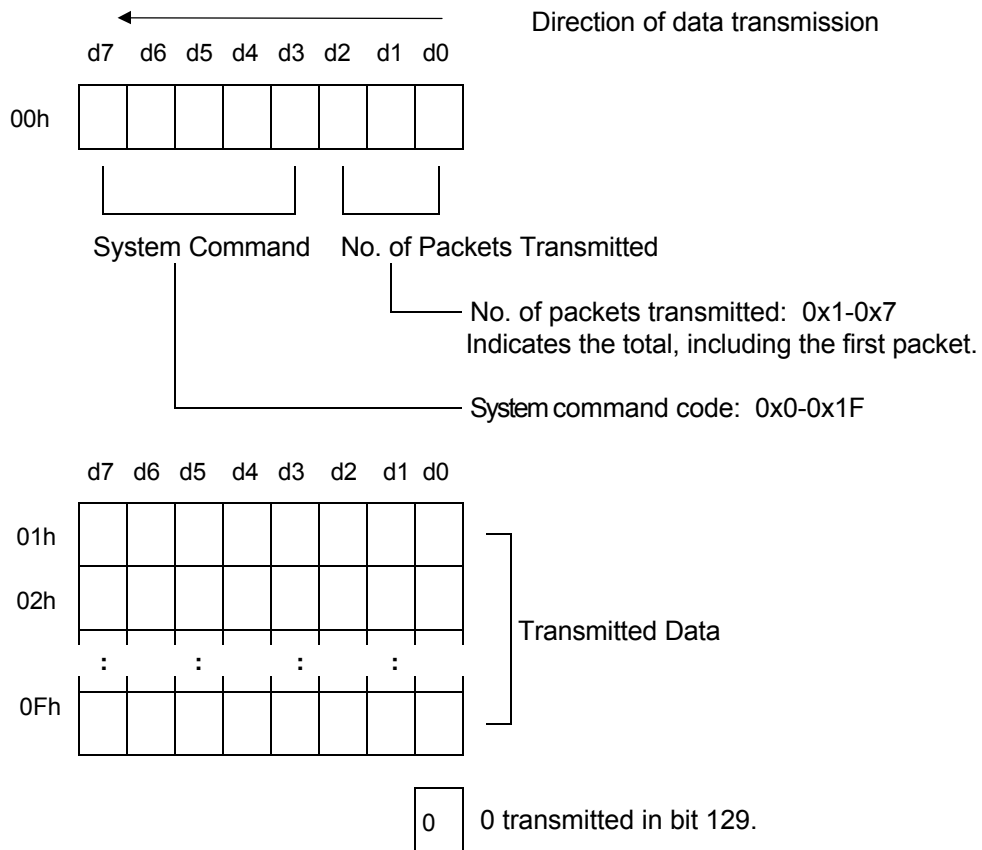 Direction of data transmission
d7 d6 d5 d4 d3 d2 d1 d0
00h
System Command No. of Packets Transmitted
No. of packets transmitted: 0x1-0x7
Indicates the total, including the first packet.
System command code: 0x0-0x1F
d7 d6 d5 d4 d3 d2 d1 d0
01h
02h
Transmitted Data
: : : :
0Fh
0 0 transmitted in bit 129.